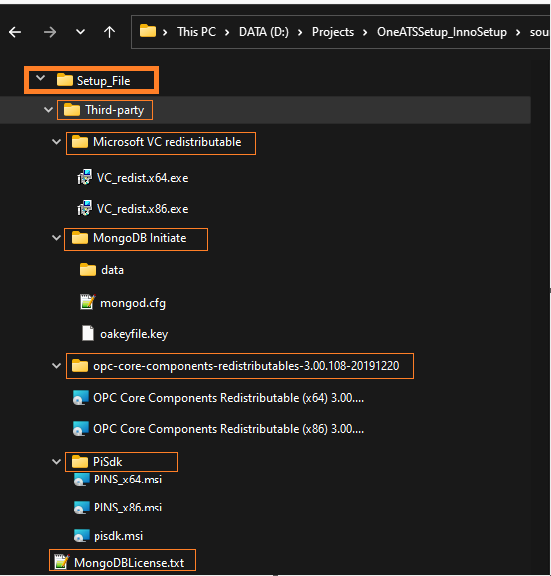 This PC > DATA (D:) > Projects > OneATSSetup_InnoSetup > sou
Setup_File
Third-party
Microsoft VC redistributable
VC_redist.x64.exe
VC_redist.x86.exe
MongoDB Initiate
data
mongod.cfg
oakeyfile.key
opc-core-components-redistributables-3.00.108-20191220
OPC Core Components Redistributable (x64) 3.00....
OPC Core Components Redistributable (x86) 3.00....
PiSdk
PINS_x64.msi
PINS_x86.msi
pisdk.msi
MongoDBLicense.txt